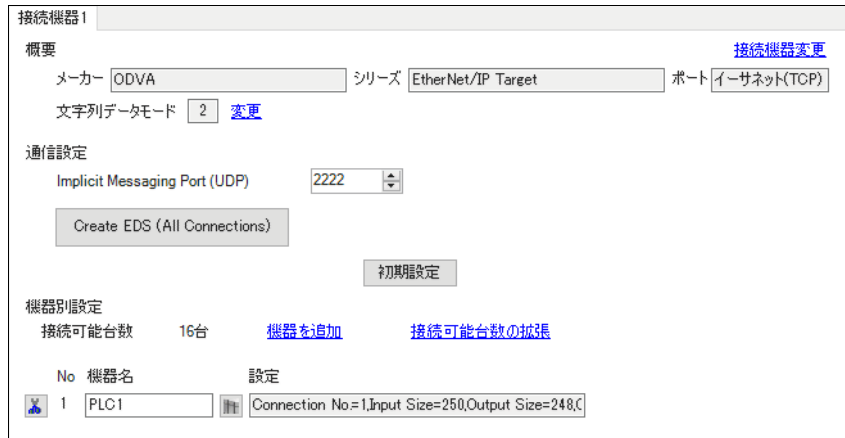 接続機器1
概要 接続機器変更
メーカー ODVA シリーズ EtherNet/IP Target ポート イーサネット(TCP)
文字列データモード 2 変更
通信設定
Implicit Messaging Port (UDP) 2222
Create EDS (All Connections)
初期設定
機器別設定
接続可能台数 16台 機器を追加 接続可能台数の拡張
No 機器名 設定
1 PLC1 Connection No.=1,Input Size=250,Output Size=248,